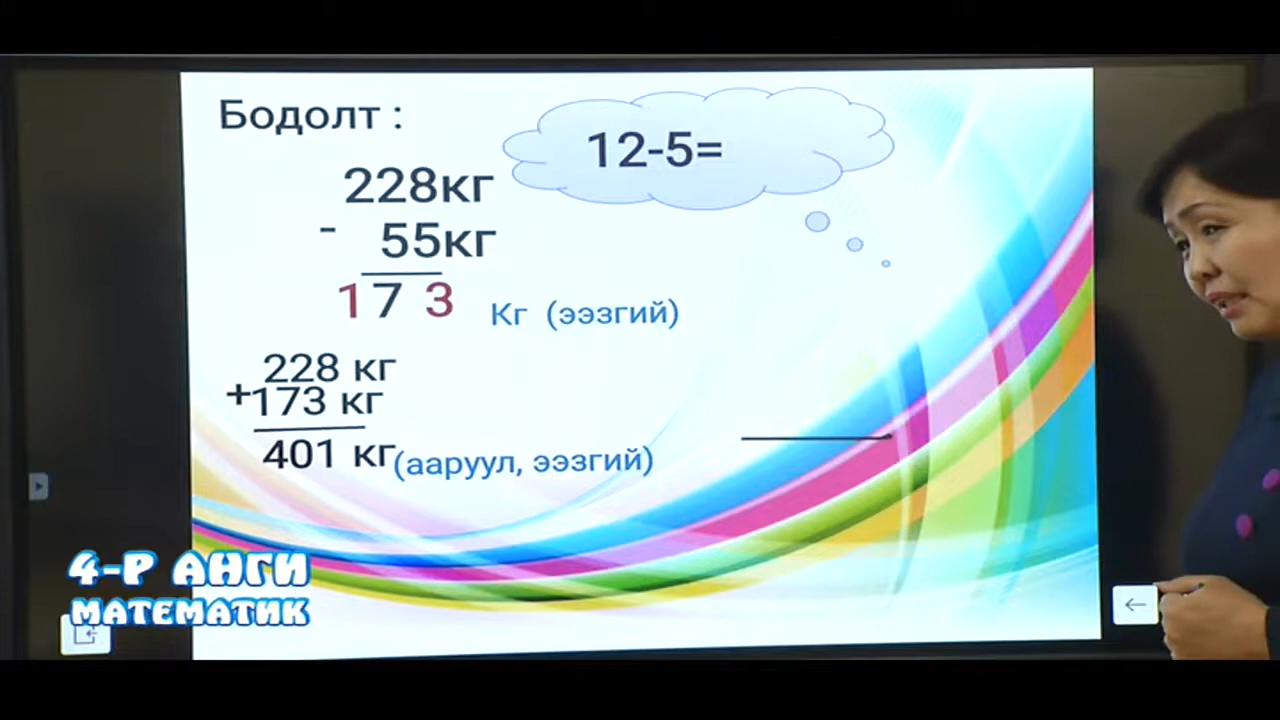 Бодолт :
12-5=
228кг
- 55кг
173 Кг (ээзгий)
228 кг
+173 кг
401 кг(ааруул, ээзгий)
4-Р АНГИ
МАТЕМАТИК